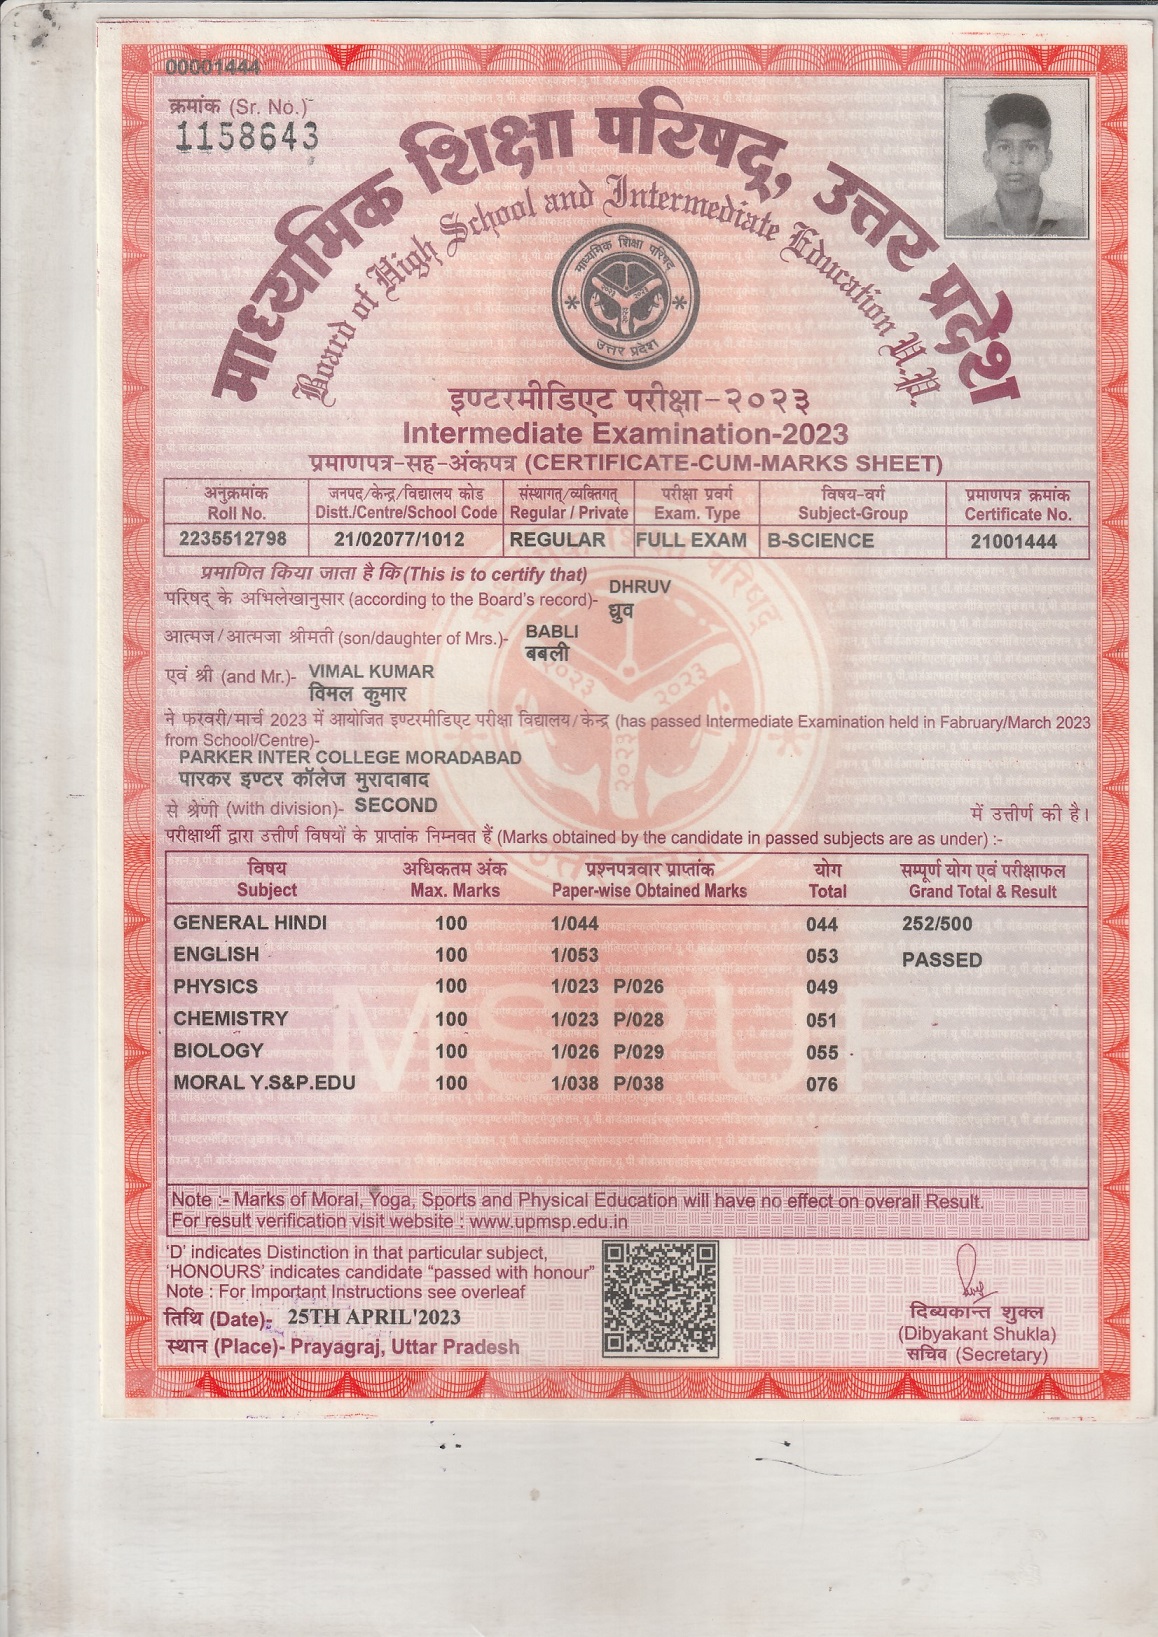 00001444
क्रमांक (Sr. No.)
1158643
माध्यमिक शिक्षा परिषद्, उत्तर प्रदेश
Board of High School and Intermediate Education U.P.
माध्यमिक शिक्षा परिषद
उत्तर प्रदेश
इण्टरमीडिएट परीक्षा-२०२३
Intermediate Examination-2023
प्रमाणपत्र-सह-अंकपत्र (CERTIFICATE-CUM-MARKS SHEET)
अनुक्रमांक जनपद/केन्द्र/विद्यालय कोड संस्थागत्/व्यक्तिगत् परीक्षा प्रवर्ग विषय-वर्ग प्रमाणपत्र क्रमांक
Roll No. Distt./Centre/School Code Regular / Private Exam. Type Subject-Group Certificate No.
2235512798 21/02077/1012 REGULAR FULL EXAM B-SCIENCE 21001444
प्रमाणित किया जाता है कि (This is to certify that)
DHRUV
परिषद् के अभिलेखानुसार (according to the Board's record)-
ध्रुव
BABLI
आत्मज/आत्मजा श्रीमती (son/daughter of Mrs.)-
बबली
VIMAL KUMAR
एवं श्री (and Mr.)-
विमल कुमार
ने फरवरी/मार्च 2023 में आयोजित इण्टरमीडिएट परीक्षा विद्यालय/केन्द्र (has passed Intermediate Examination held in Fabruary/March 2023
from School/Centre)-
PARKER INTER COLLEGE MORADABAD
पारकर इण्टर कॉलेज मुरादाबाद
से श्रेणी (with division)- SECOND में उत्तीर्ण की है।
परीक्षार्थी द्वारा उत्तीर्ण विषयों के प्राप्तांक निम्नवत हैं (Marks obtained by the candidate in passed subjects are as under) :-
विषय अधिकतम अंक प्रश्नपत्रवार प्राप्तांक योग सम्पूर्ण योग एवं परीक्षाफल
Subject Max. Marks Paper-wise Obtained Marks Total Grand Total & Result
GENERAL HINDI 100 1/044 044 252/500
ENGLISH 100 1/053 053 PASSED
PHYSICS 100 1/023 P/026 049
CHEMISTRY 100 1/023 P/028 051
BIOLOGY 100 1/026 P/029 055
MORAL Y.S&P.EDU 100 1/038 P/038 076
Note :- Marks of Moral, Yoga, Sports and Physical Education will have no effect on overall Result.
For result verification visit website : www.upmsp.edu.in
'D' indicates Distinction in that particular subject,
'HONOURS' indicates candidate "passed with honour"
Note : For Important Instructions see overleaf
तिथि (Date)- 25TH APRIL'2023
स्थान (Place)- Prayagraj, Uttar Pradesh
दिब्यकान्त शुक्ल
(Dibyakant Shukla)
सचिव (Secretary)